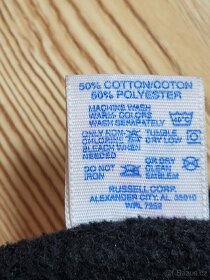 50% COTTON/COTON
50% POLYESTER
MACHINE WASH
WARM COLORS
WASH SEPARATELY
ONLY NON-
CHLORINE
BLEACH WHEN
NEEDED
TUMBLE
DRY LOW
DO NOT
IRON
OR DRY
CLEAN
RUSSELL CORP.
ALEXANDER CITY, AL 35010
WPL 7959